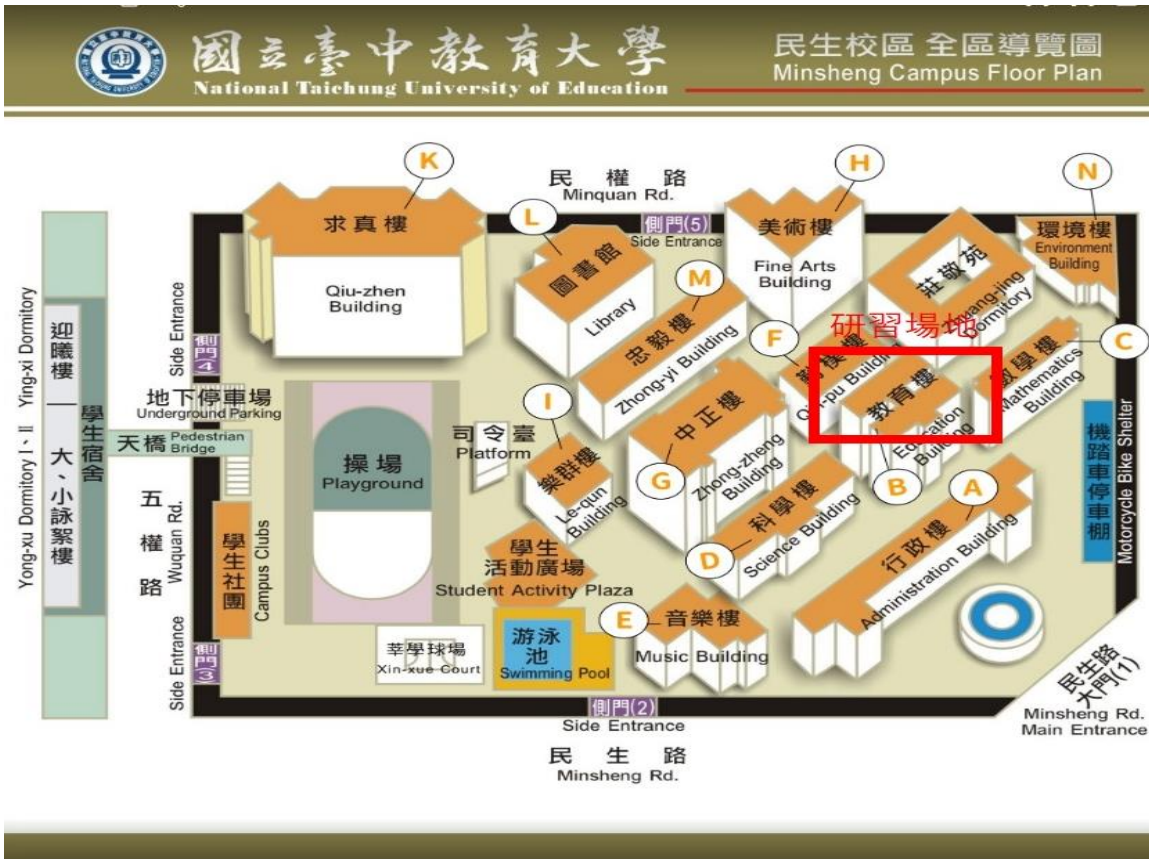 國立臺中教育大學
National Taichung University of Education
民生校區 全區導覽圖
Minsheng Campus Floor Plan
K
求真樓
Qiu-zhen
Building
民權路
Minquan Rd.
側門(5)
Side Entrance
L
圖書館
Library
H
美術樓
Fine Arts
Building
N
環境樓
Environment
Building
莊敬苑
Dormitory
M
忠毅樓
Zhong-yi Building
研習場地
F
Qin-pu Building
教育樓
Education
Building
B
C
Mathematics
Building
Ying-xi Dormitory
Yong-xu Dormitory I、II
迎曦樓
大、小詠絮樓
學生宿舍
Side Entrance
側門4
地下停車場
Underground Parking
天橋
Pedestrian
Bridge
五權路
Wuquan Rd.
學生社團
Campus Clubs
Side Entrance
側門3
操場
Playground
司令臺
Platform
I
樂群樓
Le-qun
Building
中正樓
Zhong-zheng
Building
G
科學樓
Science Building
D
A
行政樓
Administration Building
機踏車停車棚
Motorcycle Bike Shelter
學生
活動廣場
Student Activity Plaza
E
音樂樓
Music Building
莘學球場
Xin-xue Court
游泳
池
Swimming Pool
側門(2)
Side Entrance
民生路
Minsheng Rd.
民生路
大門(1)
Minsheng Rd.
Main Entrance